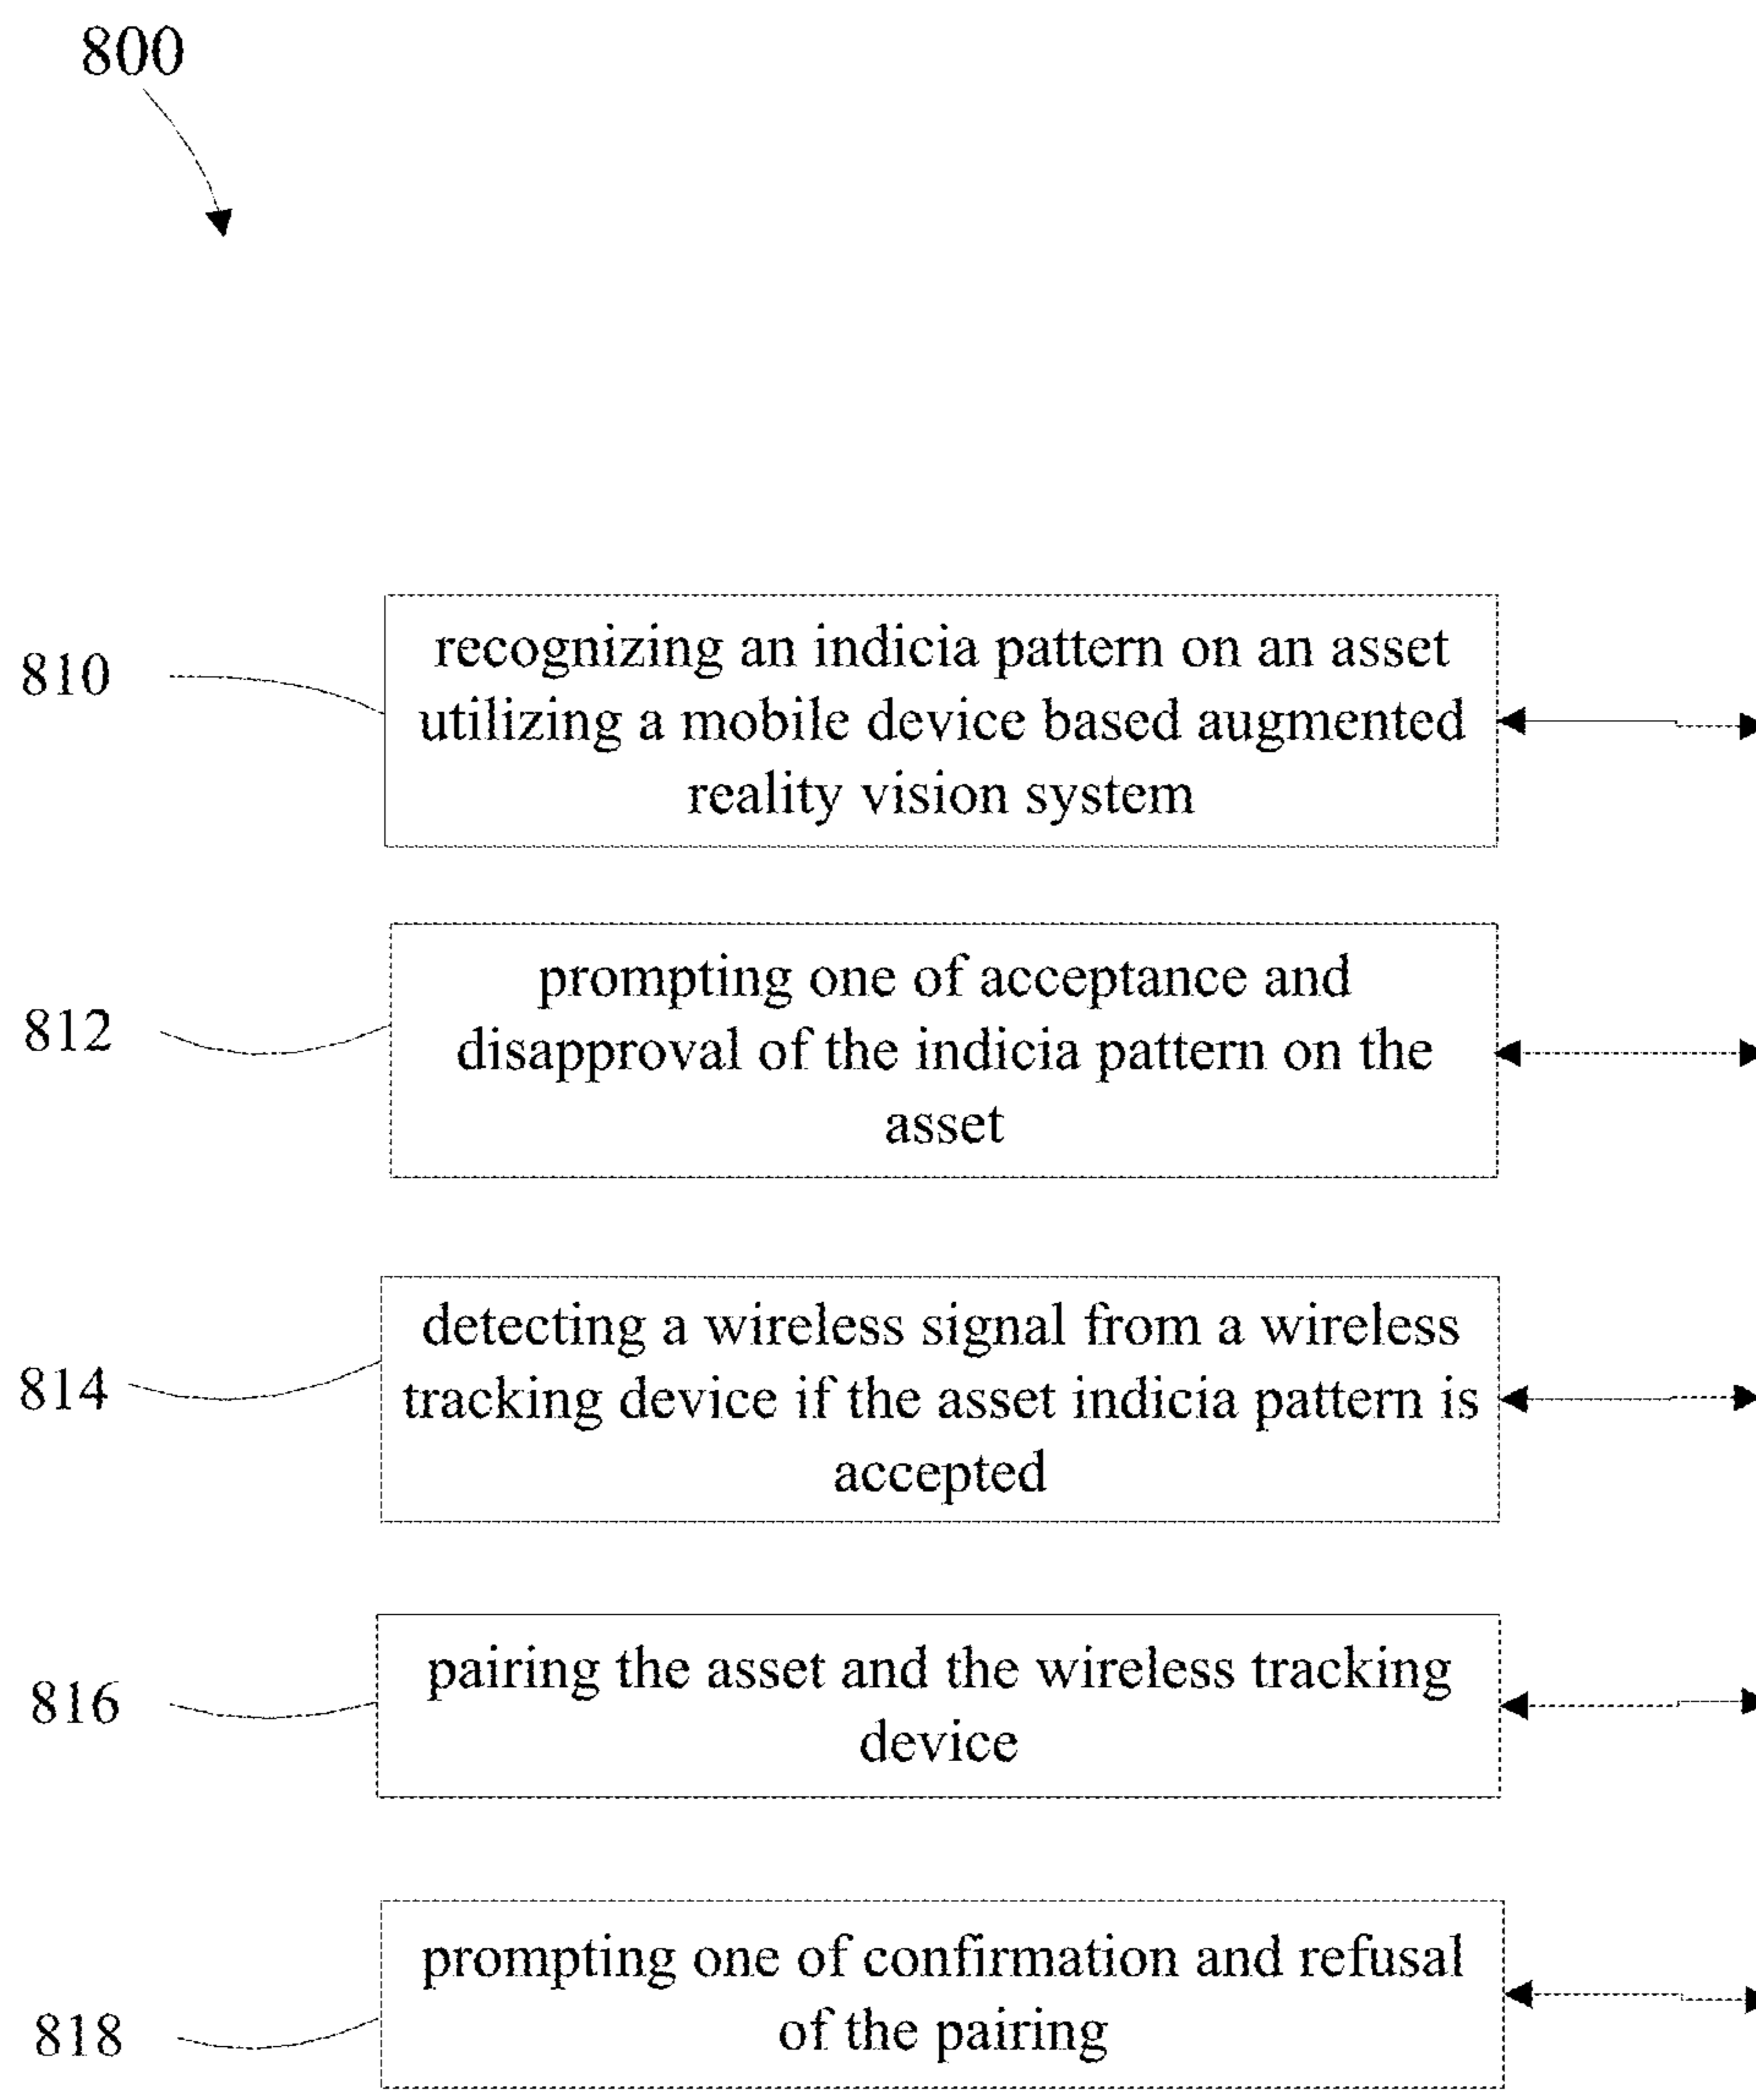 800
810
recognizing an indicia pattern on an asset
utilizing a mobile device based augmented
reality vision system
812
prompting one of acceptance and
disapproval of the indicia pattern on the
asset
814
detecting a wireless signal from a wireless
tracking device if the asset indicia pattern is
accepted
816
pairing the asset and the wireless tracking
device
818
prompting one of confirmation and refusal
of the pairing